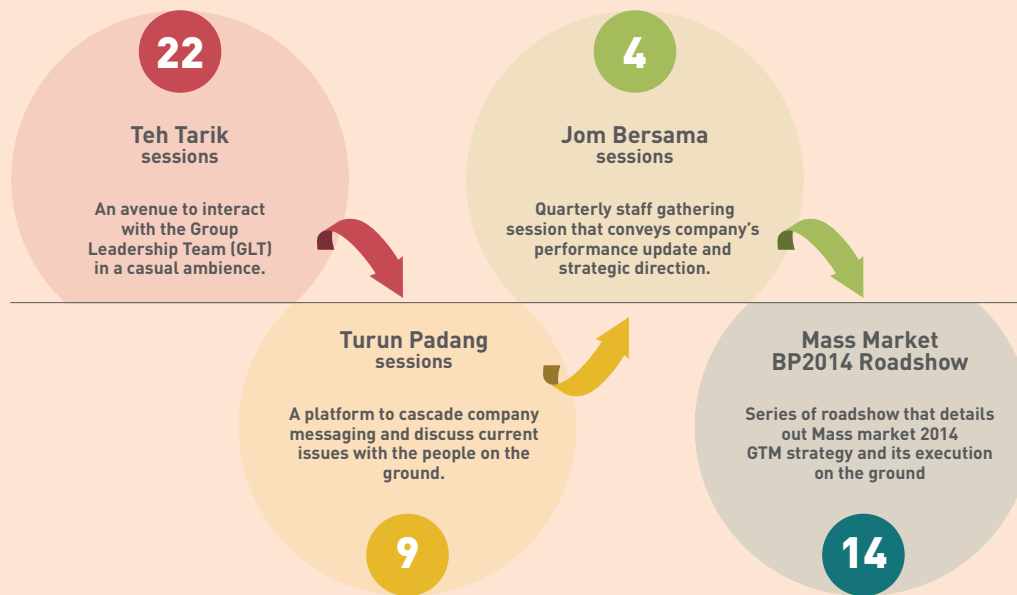 22
Teh Tarik
sessions
An avenue to interact
with the Group
Leadership Team (GLT)
in a casual ambience.
Turun Padang
sessions
A platform to cascade company
messaging and discuss current
issues with the people on the
ground.
9
4
Jom Bersama
sessions
Quarterly staff gathering
session that conveys company's
performance update and
strategic direction.
Mass Market
BP2014 Roadshow
Series of roadshow that details
out Mass market 2014
GTM strategy and its execution
on the ground
14